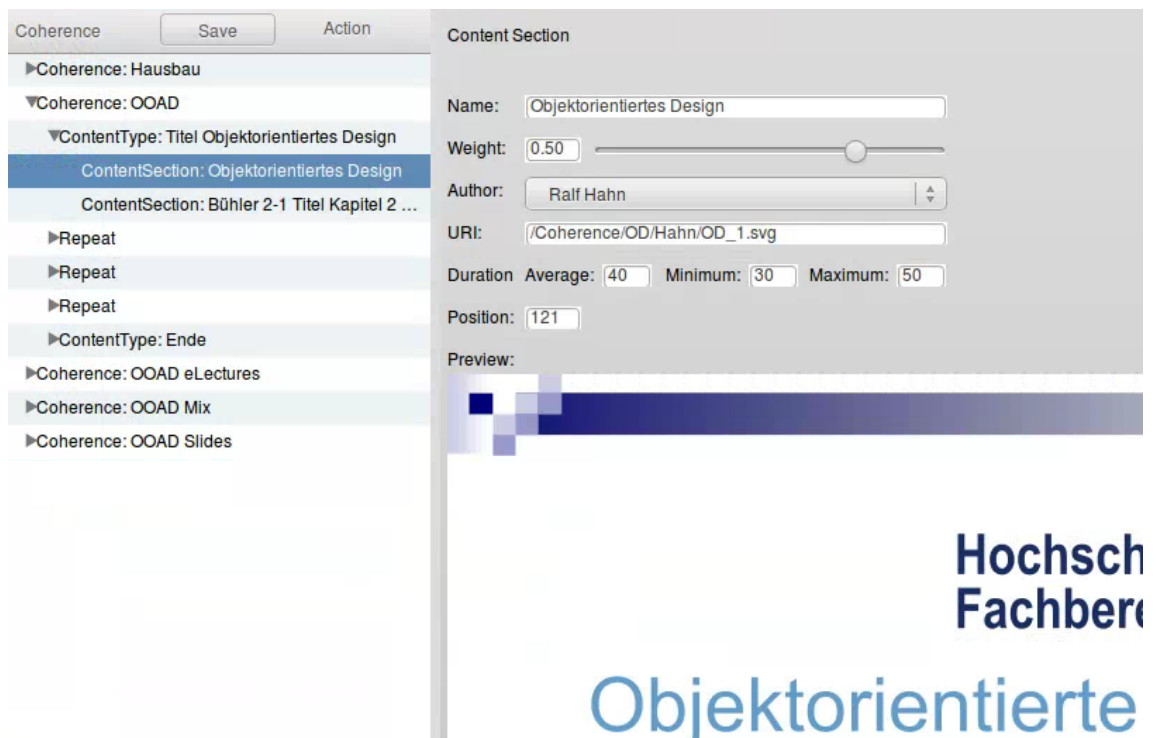 Coherence Save Action
Coherence: Hausbau
Coherence: OOAD
ContentType: Titel Objektorientiertes Design
ContentSection: Objektorientiertes Design
ContentSection: Bühler 2-1 Titel Kapitel 2 ...
Repeat
Repeat
Repeat
ContentType: Ende
Coherence: OOAD eLectures
Coherence: OOAD Mix
Coherence: OOAD Slides
Content Section
Name: Objektorientiertes Design
Weight: 0.50
Author: Ralf Hahn
URI: /Coherence/OD/Hahn/OD_1.svg
Duration Average: 40 Minimum: 30 Maximum: 50
Position: 121
Preview:
Hochsch
Fachbere
Objektorientierte